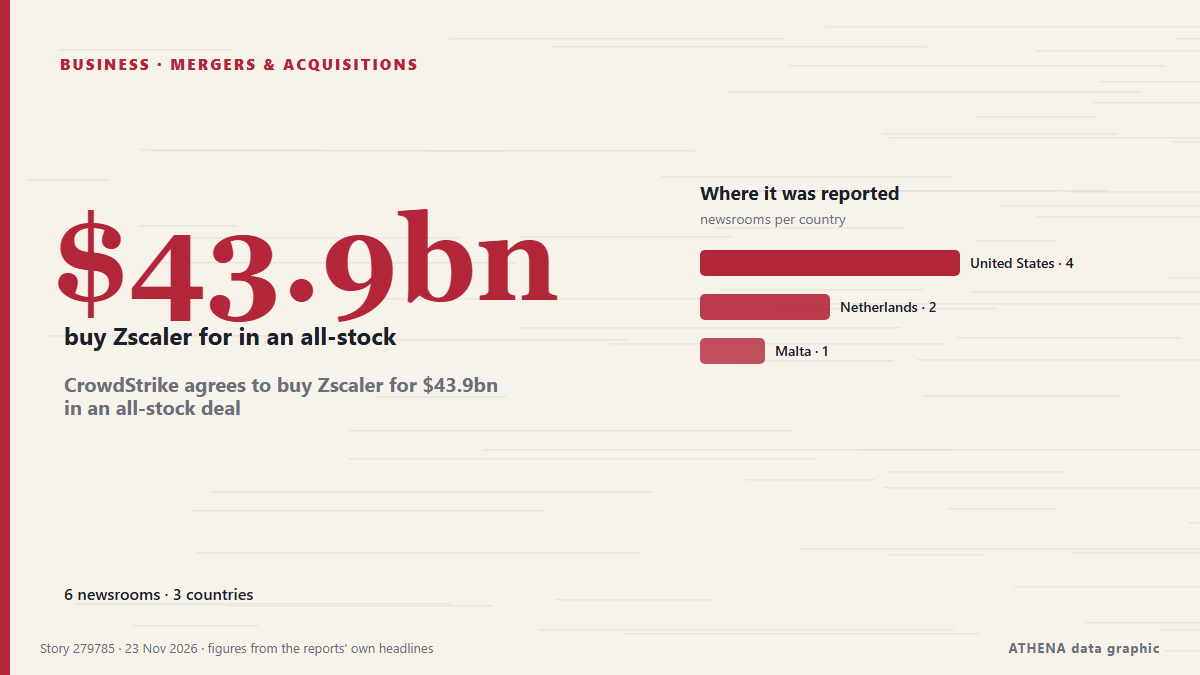 BUSINESS · MERGERS & ACQUISITIONS
$43.9bn
buy Zscaler for in an all-stock
CrowdStrike agrees to buy Zscaler for $43.9bn
in an all-stock deal
Where it was reported
newsrooms per country
United States · 4
Netherlands · 2
Malta · 1
6 newsrooms · 3 countries
Story 279785 · 23 Nov 2026 · figures from the reports' own headlines
ATHENA data graphic